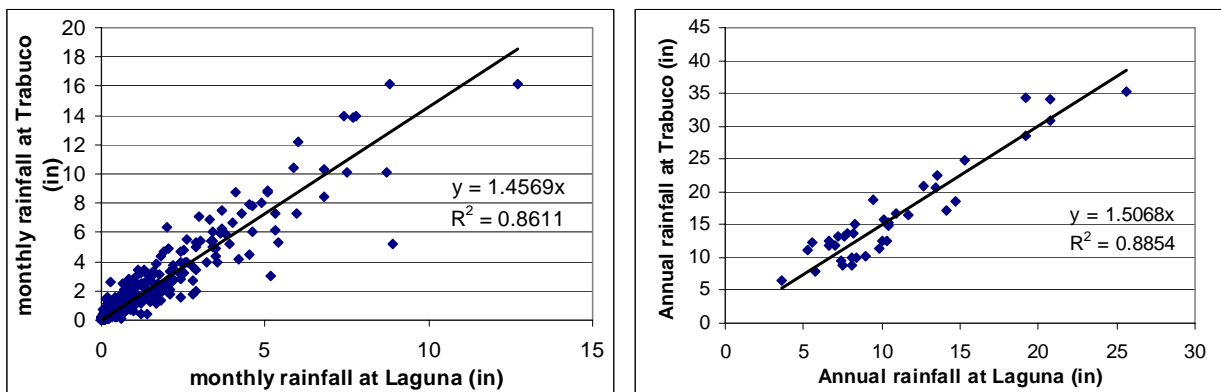 monthly rainfall at Trabuco
(in)
20
18
16
14
12
10
8
6
4
2
0
y = 1.4569x
R² = 0.8611
0 5 10 15
monthly rainfall at Laguna (in)
Annual rainfall at Trabuco (in)
45
40
35
30
25
20
15
10
5
0
y = 1.5068x
R² = 0.8854
0 5 10 15 20 25 30
Annual rainfall at Laguna (in)